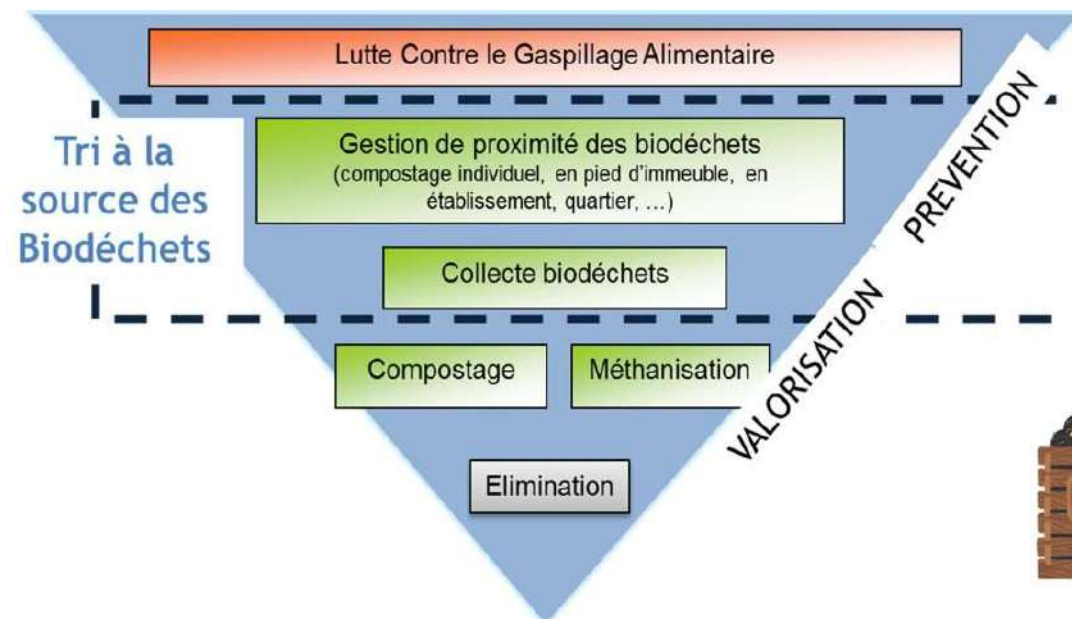 Lutte Contre le Gaspillage Alimentaire
Tri à la
source des
Biodéchets
Gestion de proximité des biodéchets
(compostage individuel, en pied d'immeuble, en
établissement, quartier, ...)
Collecte biodéchets
PREVENTION
VALORISATION
Compostage
Méthanisation
Elimination